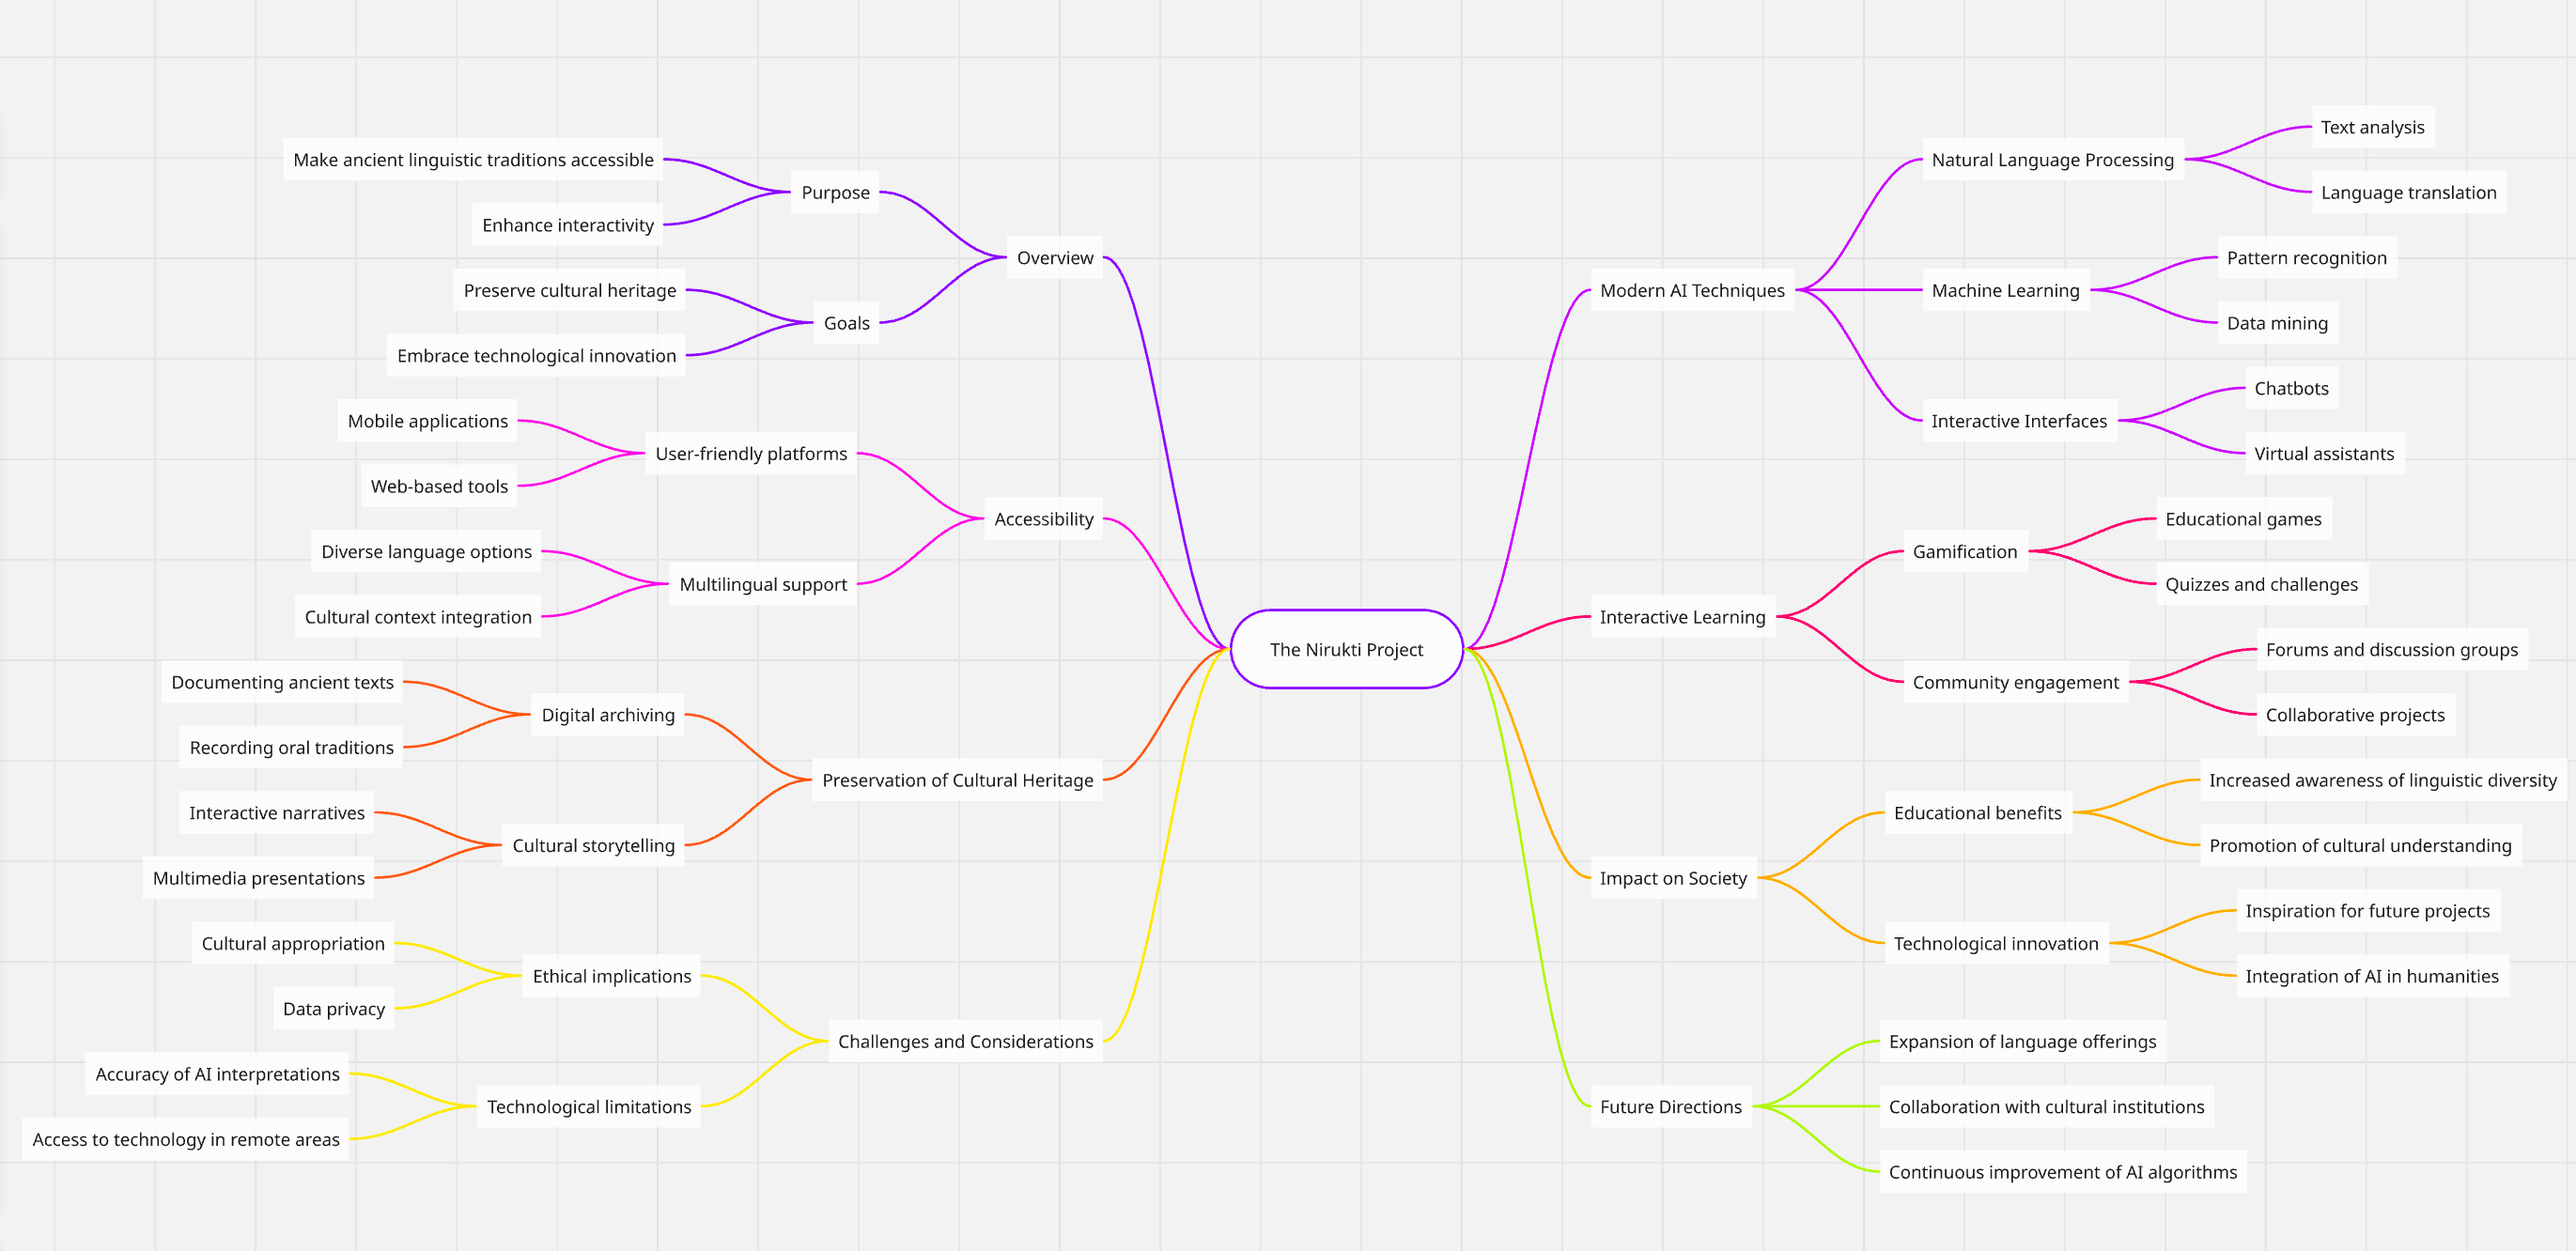 The Nirukti Project
Overview
Purpose
Make ancient linguistic traditions accessible
Enhance interactivity
Goals
Preserve cultural heritage
Embrace technological innovation
Accessibility
User-friendly platforms
Mobile applications
Web-based tools
Multilingual support
Diverse language options
Cultural context integration
Preservation of Cultural Heritage
Digital archiving
Documenting ancient texts
Recording oral traditions
Cultural storytelling
Interactive narratives
Multimedia presentations
Challenges and Considerations
Ethical implications
Cultural appropriation
Data privacy
Technological limitations
Accuracy of AI interpretations
Access to technology in remote areas
Modern AI Techniques
Natural Language Processing
Text analysis
Language translation
Machine Learning
Pattern recognition
Data mining
Interactive Interfaces
Chatbots
Virtual assistants
Interactive Learning
Gamification
Educational games
Quizzes and challenges
Community engagement
Forums and discussion groups
Collaborative projects
Impact on Society
Educational benefits
Increased awareness of linguistic diversity
Promotion of cultural understanding
Technological innovation
Inspiration for future projects
Integration of AI in humanities
Future Directions
Expansion of language offerings
Collaboration with cultural institutions
Continuous improvement of AI algorithms